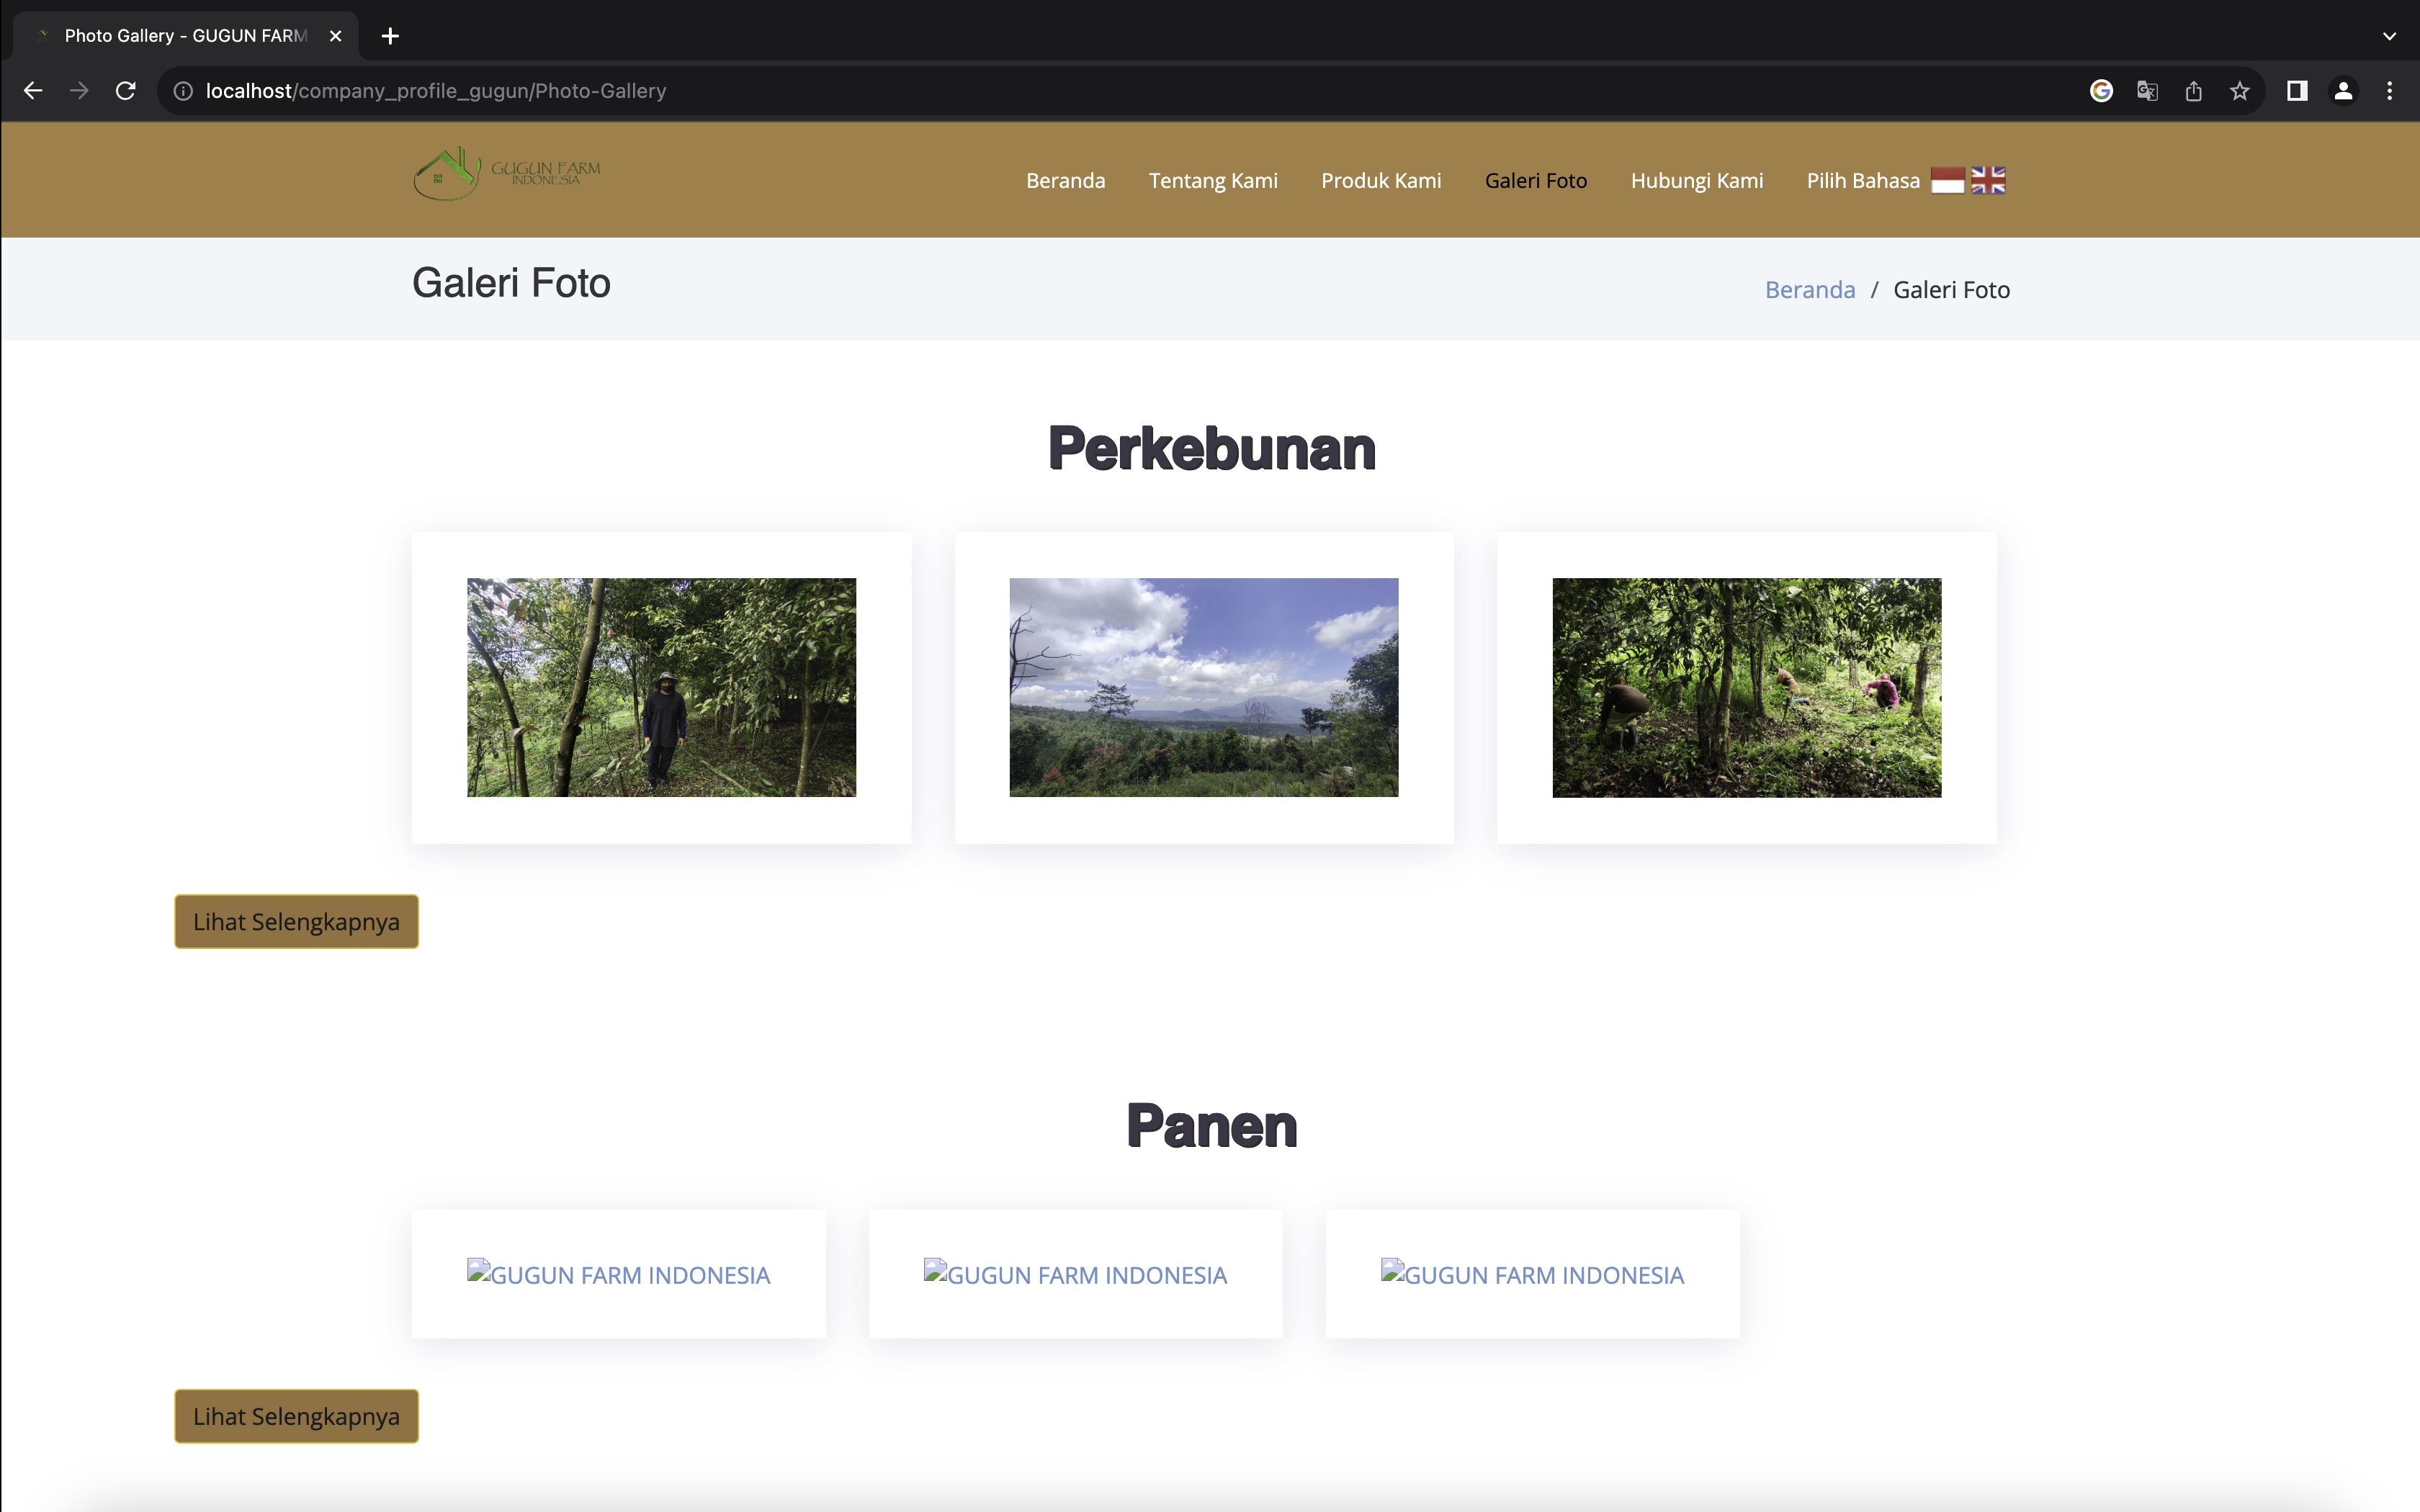 Photo Gallery - GUGUN FARM
localhost/company_profile_gugun/Photo-Gallery
GUGUN FARM
INDONESIA
Beranda Tentang Kami Produk Kami Galeri Foto Hubungi Kami Pilih Bahasa
Galeri Foto
Beranda / Galeri Foto
Perkebunan
Lihat Selengkapnya
Panen
GUGUN FARM INDONESIA GUGUN FARM INDONESIA GUGUN FARM INDONESIA
Lihat Selengkapnya